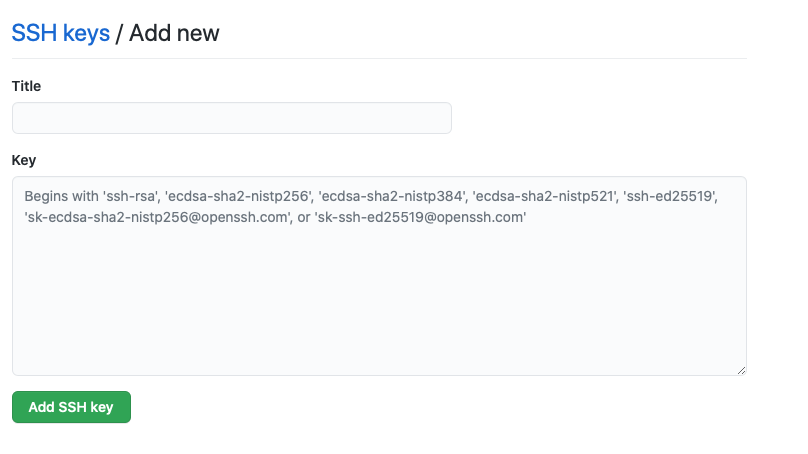 SSH keys / Add new
Title
Key
Begins with 'ssh-rsa', 'ecdsa-sha2-nistp256', 'ecdsa-sha2-nistp384', 'ecdsa-sha2-nistp521', 'ssh-ed25519',
'sk-ecdsa-sha2-nistp256@openssh.com', or 'sk-ssh-ed25519@openssh.com'
Add SSH key